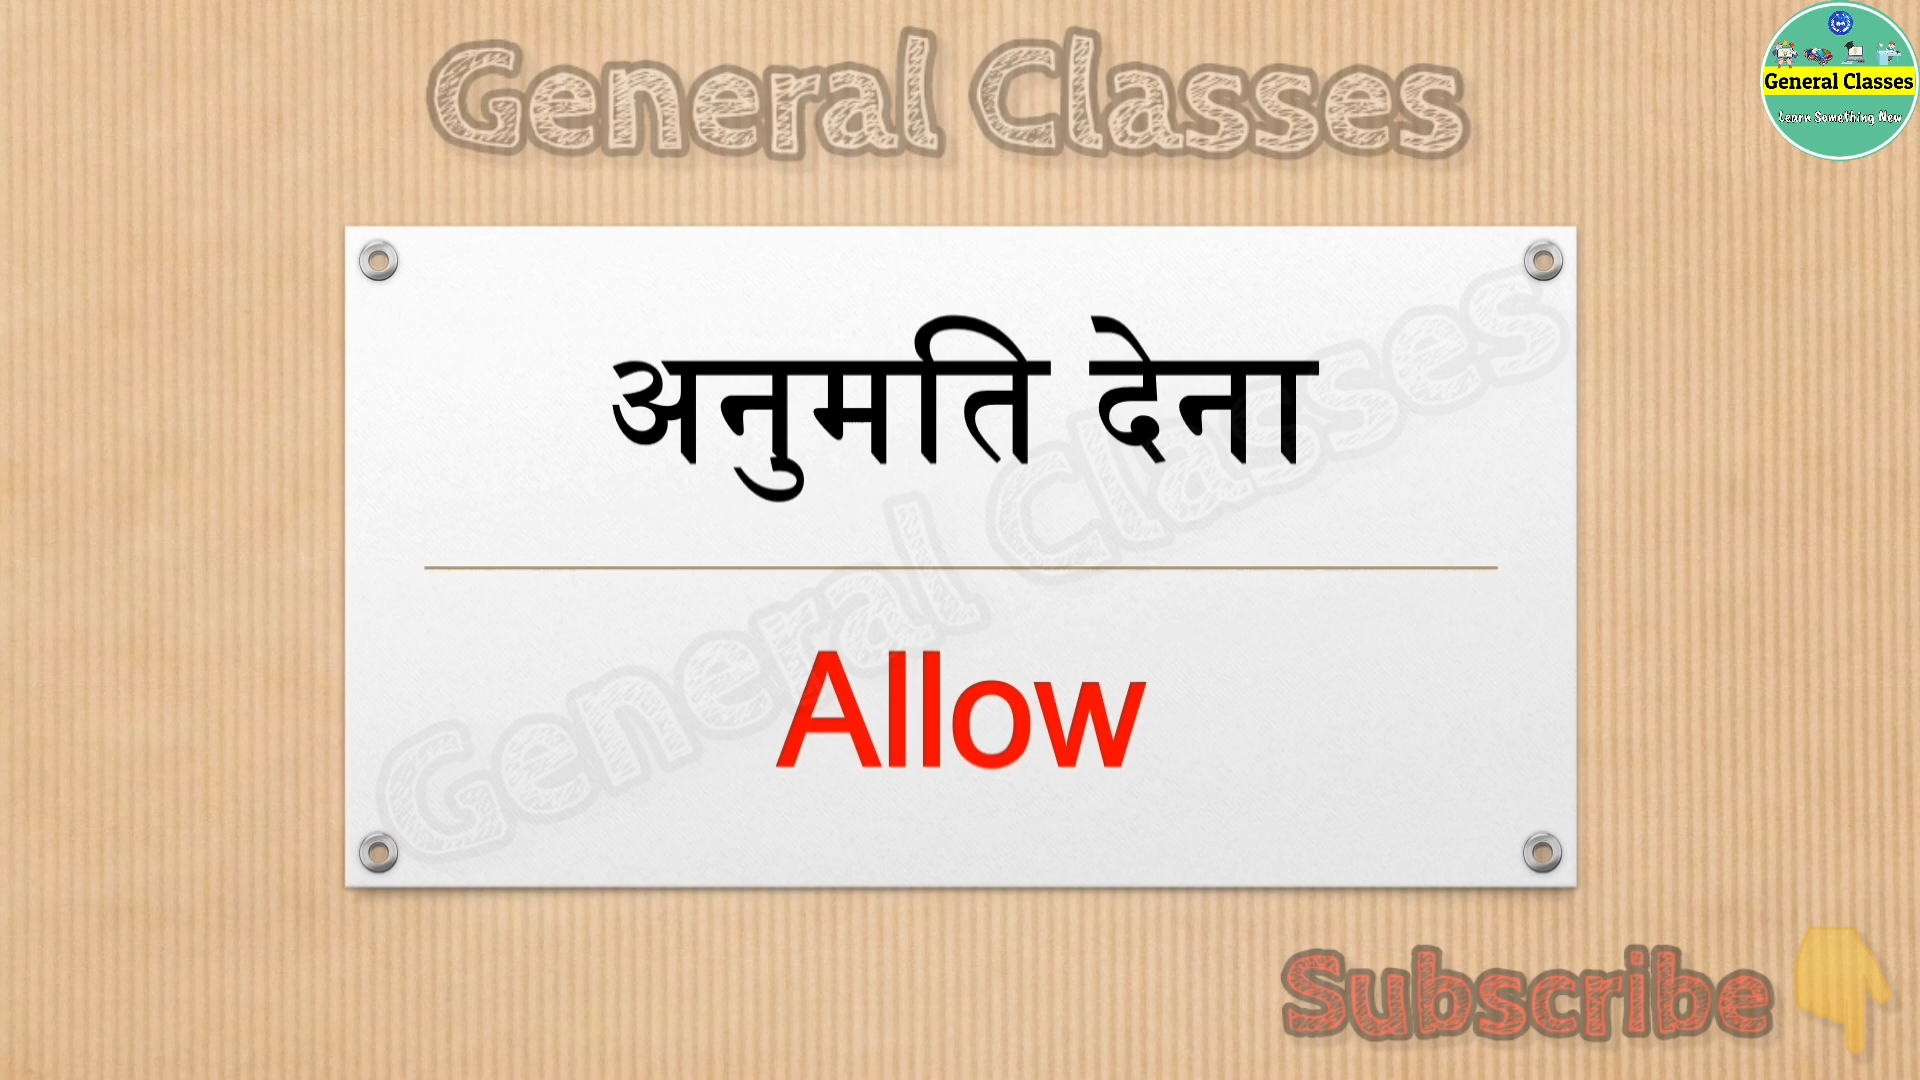 General Classes
General Classes
Learn Something New
अनुमति देना
General Classes
Allow
Subscribe